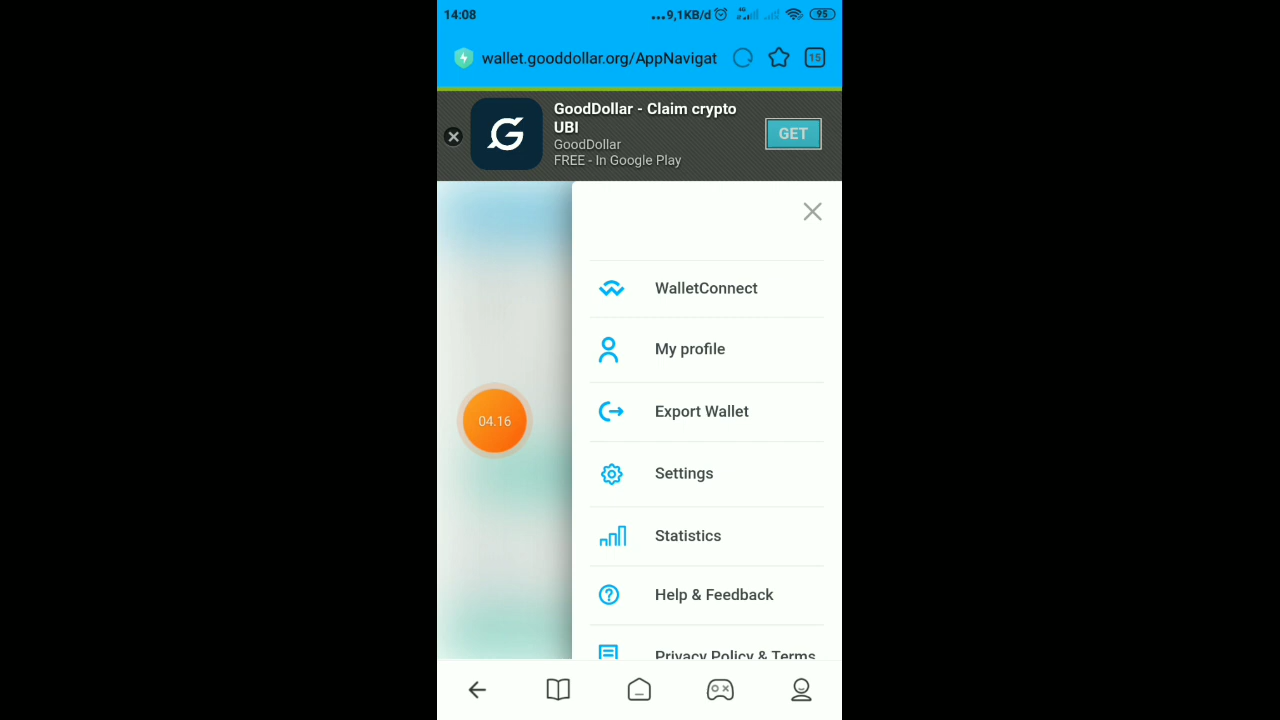 14:08
...9,1KB/d
4G
95
wallet.gooddollar.org/AppNavigat
15
GoodDollar - Claim crypto
UBI
GoodDollar
FREE - In Google Play
GET
WalletConnect
My profile
Export Wallet
04.16
Settings
Statistics
Help & Feedback
Privacy Policy & Terms